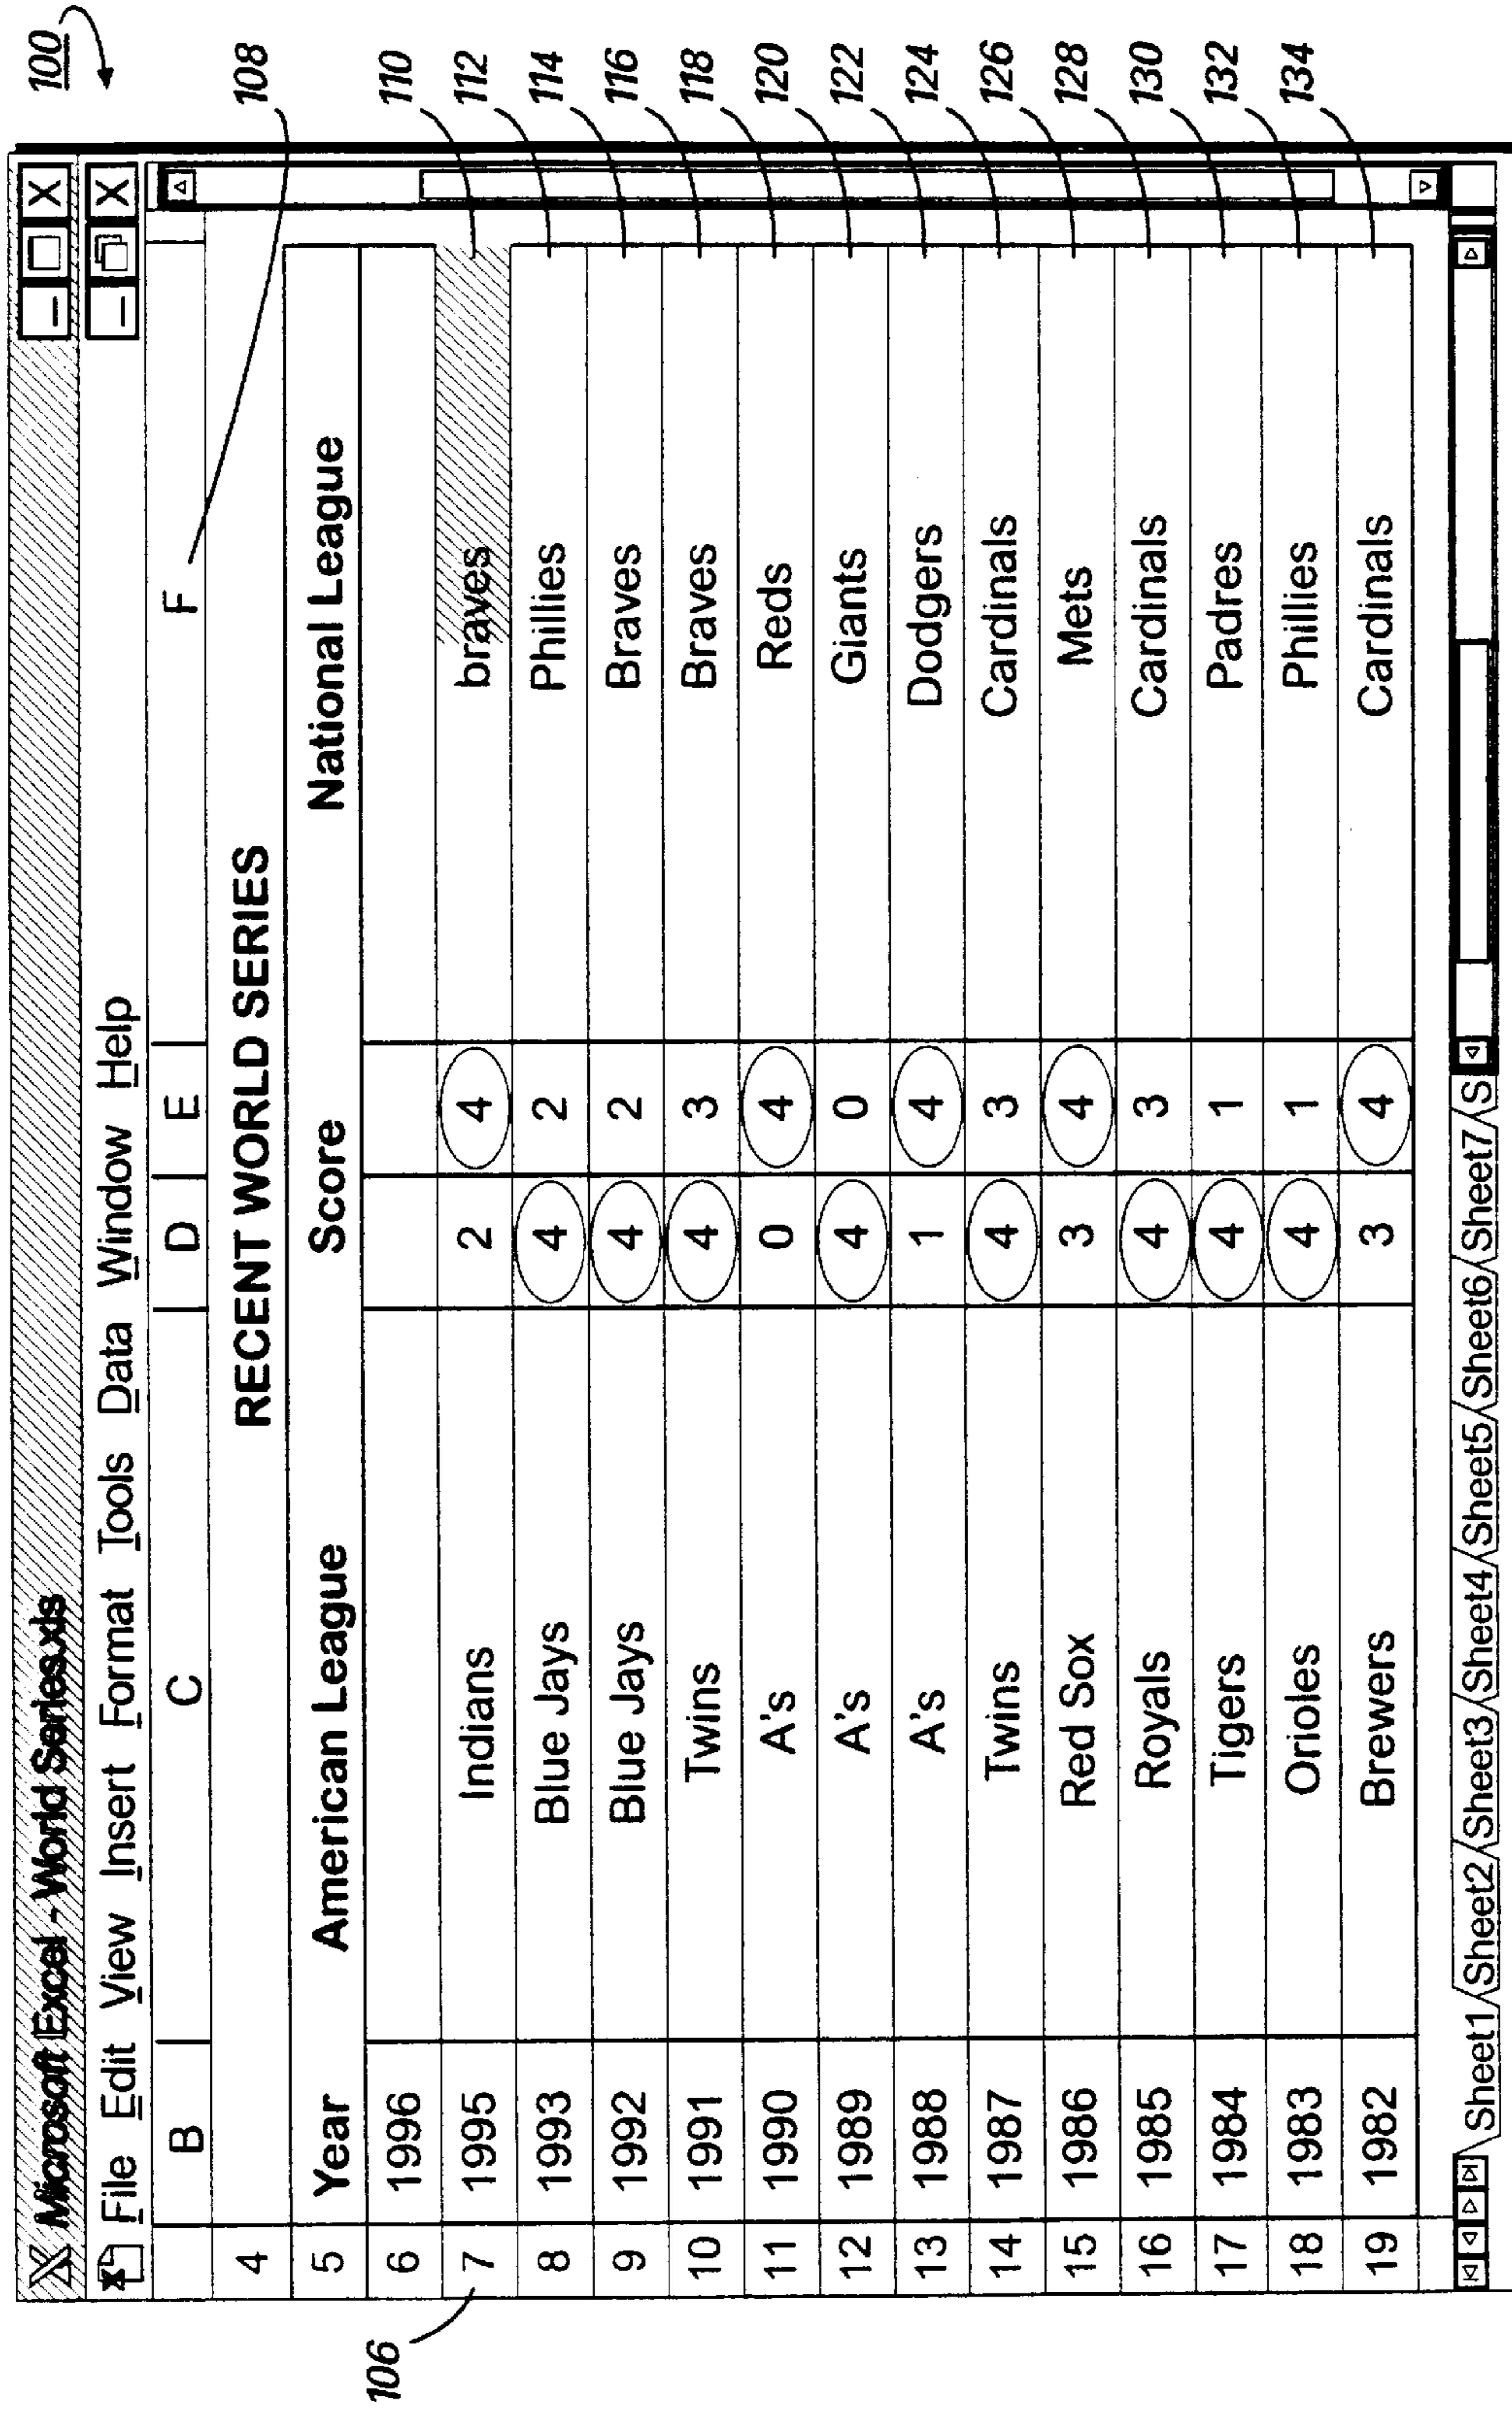 100
Microsoft Excel - World Series.xls
File Edit View Insert Format Tools Data Window Help
B C D E F 108
4 RECENT WORLD SERIES
5 Year American League Score National League
6 1996 110
106 7 1995 Indians 2 4 braves 112
8 1993 Blue Jays 4 2 Phillies 114
9 1992 Blue Jays 4 2 Braves 116
10 1991 Twins 4 3 Braves 118
11 1990 A's 0 4 Reds 120
12 1989 A's 4 0 Giants 122
13 1988 A's 1 4 Dodgers 124
14 1987 Twins 4 3 Cardinals 126
15 1986 Red Sox 3 4 Mets 128
16 1985 Royals 4 3 Cardinals 130
17 1984 Tigers 4 1 Padres 132
18 1983 Orioles 4 1 Phillies 134
19 1982 Brewers 3 4 Cardinals
Sheet1 Sheet2 Sheet3 Sheet4 Sheet5 Sheet6 Sheet7 S